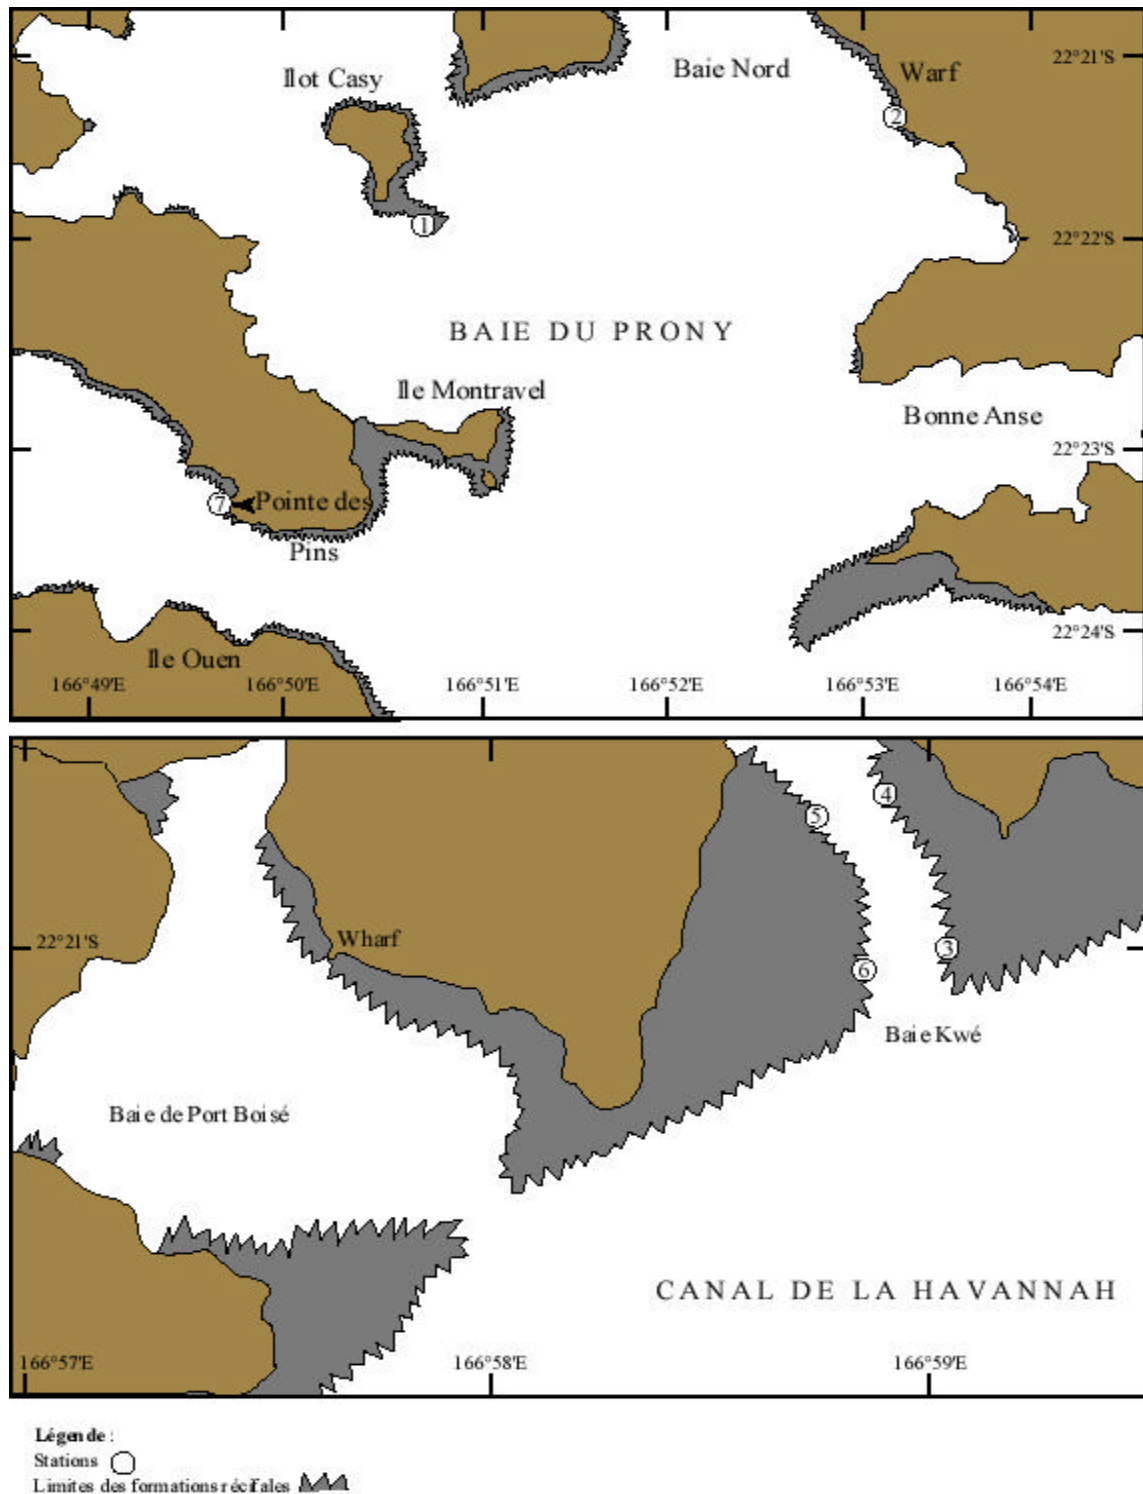 22°21'S
Baie Nord
Warf
Ilot Casy
2
1
22°22'S
BAIE DU PRONY
Ile Montravel
Bonne Anse
22°23'S
7
Pointe des
Pins
22°24'S
Ile Ouen
166°49'E 166°50'E 166°51'E 166°52'E 166°53'E 166°54'E
4
5
Wharf
22°21'S
3
6
Baie Kwé
Baie de Port Boisé
CANAL DE LA HAVANNAH
166°57'E 166°58'E 166°59'E
Légende :
Stations
Limites des formations récifales